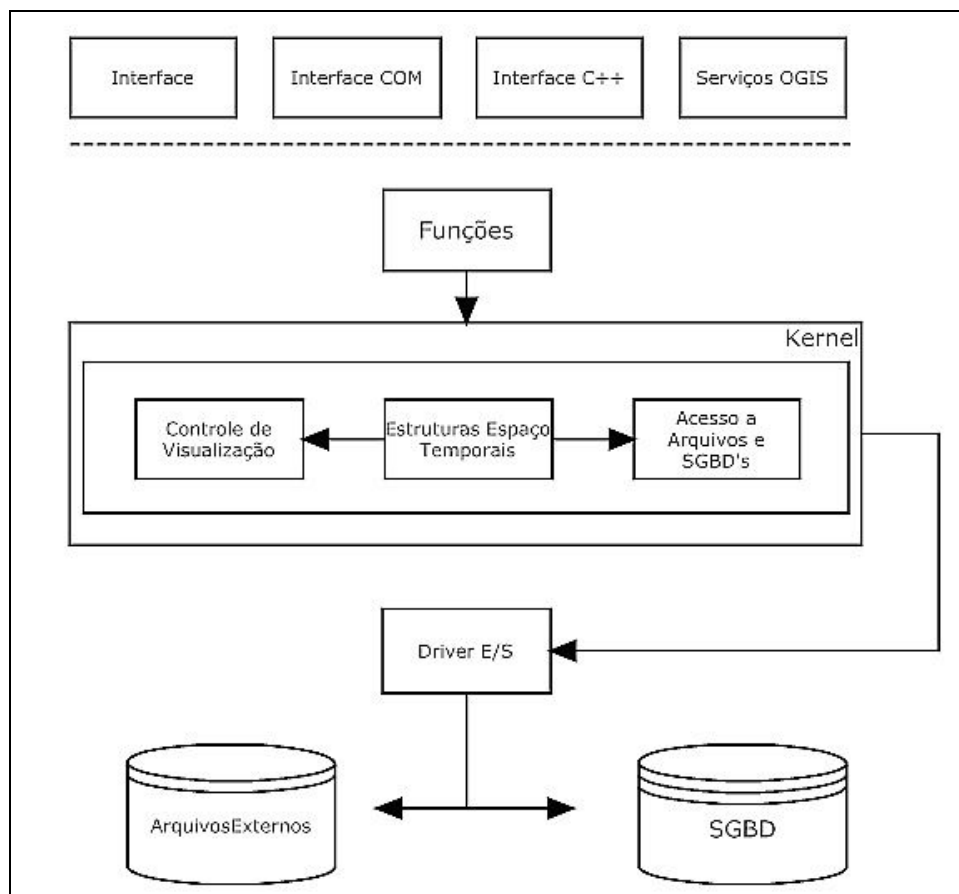 Interface
Interface COM
Interface C++
Serviços OGIS
Funções
Kernel
Controle de
Visualização
Estruturas Espaço
Temporais
Acesso a
Arquivos e
SGBD's
Driver E/S
ArquivosExternos
SGBD